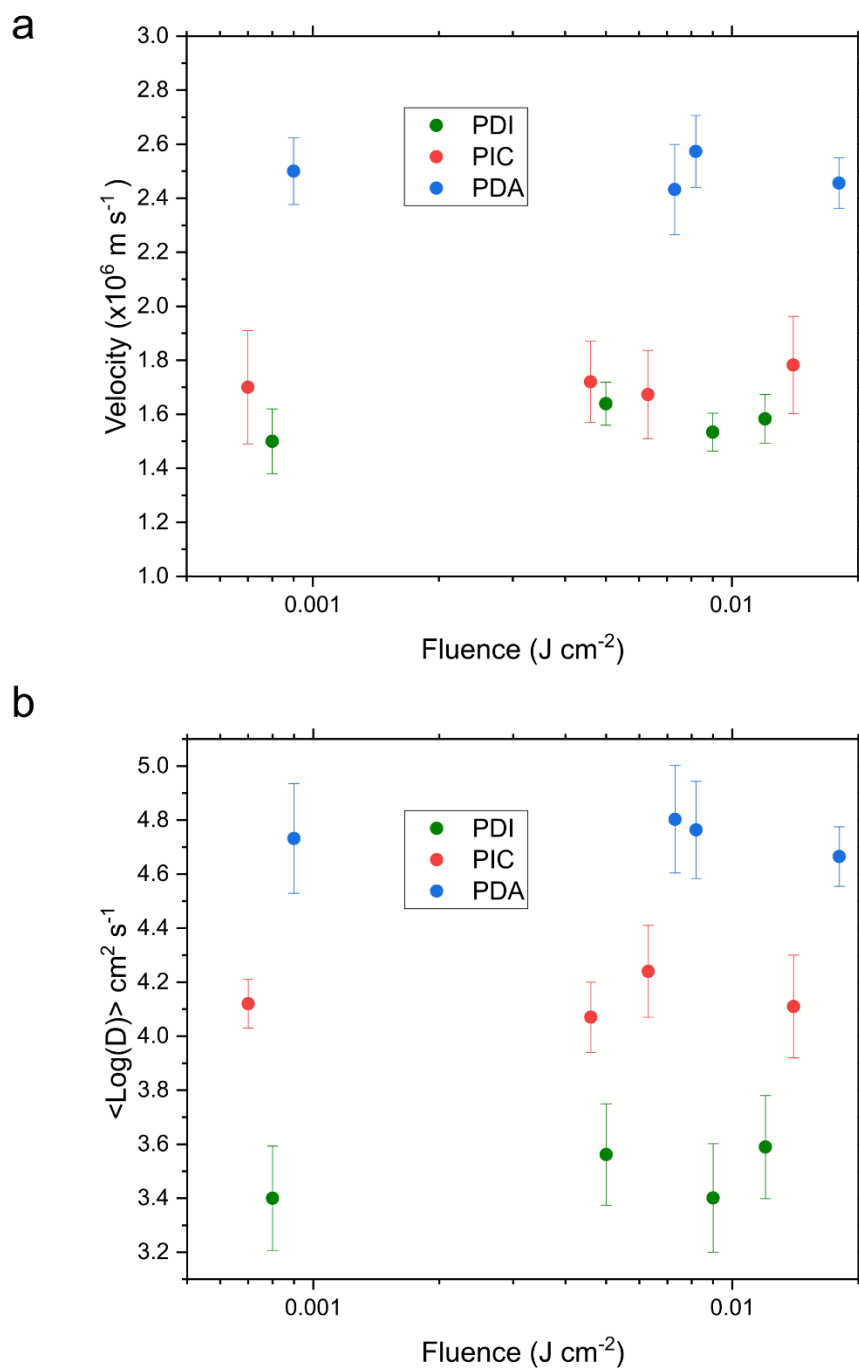 a
Velocity (x10⁶ m s⁻¹)
3.0
2.8
2.6
2.4
2.2
2.0
1.8
1.6
1.4
1.2
1.0
PDI
PIC
PDA
0.001
0.01
Fluence (J cm⁻²)
b
<Log(D)> cm² s⁻¹
5.0
4.8
4.6
4.4
4.2
4.0
3.8
3.6
3.4
3.2
PDI
PIC
PDA
0.001
0.01
Fluence (J cm⁻²)